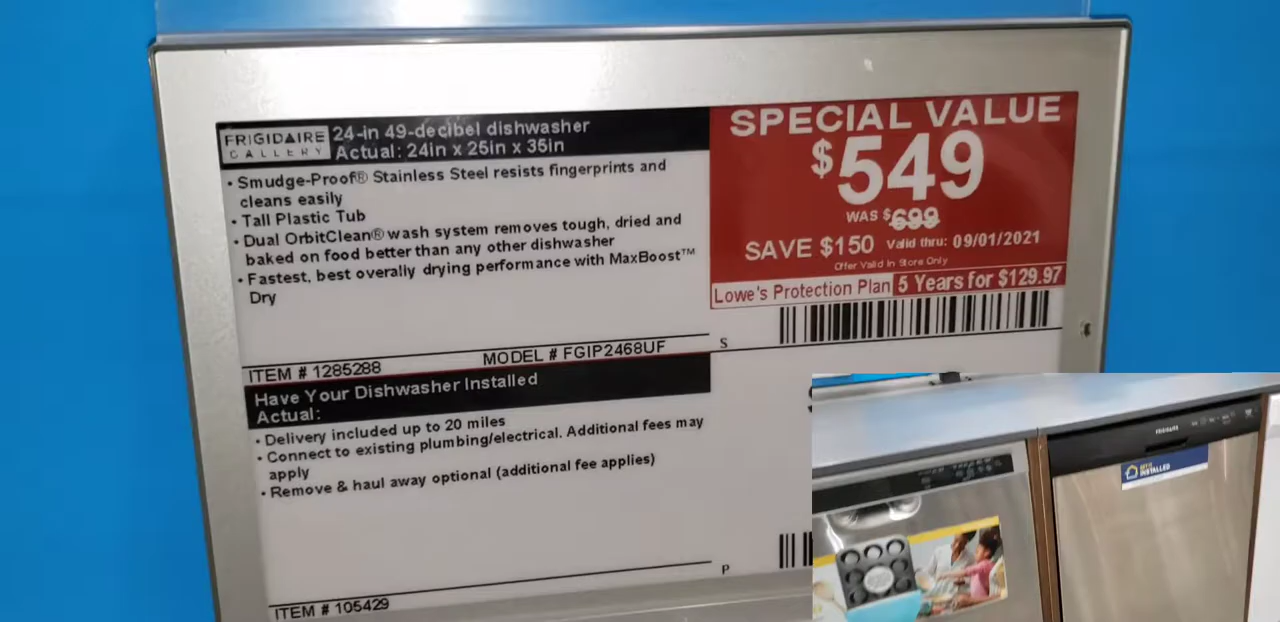 FRIGIDAIRE
GALLERY
24-in 49-decibel dishwasher
Actual: 24in x 25in x 35in
• Smudge-Proof® Stainless Steel resists fingerprints and
cleans easily
• Tall Plastic Tub
• Dual OrbitClean® wash system removes tough, dried and
baked on food better than any other dishwasher
• Fastest, best overally drying performance with MaxBoost™
Dry
ITEM # 1285288
MODEL # FGIP2468UF
SPECIAL VALUE
$549
WAS $699
SAVE $150 Valid thru: 09/01/2021
Offer Valid In Store Only
Lowe's Protection Plan 5 Years for $129.97
S
Have Your Dishwasher Installed
Actual:
• Delivery included up to 20 miles
• Connect to existing plumbing/electrical. Additional fees may
apply
• Remove & haul away optional (additional fee applies)
P
ITEM # 105429
FRIGIDAIRE
INSTALLED